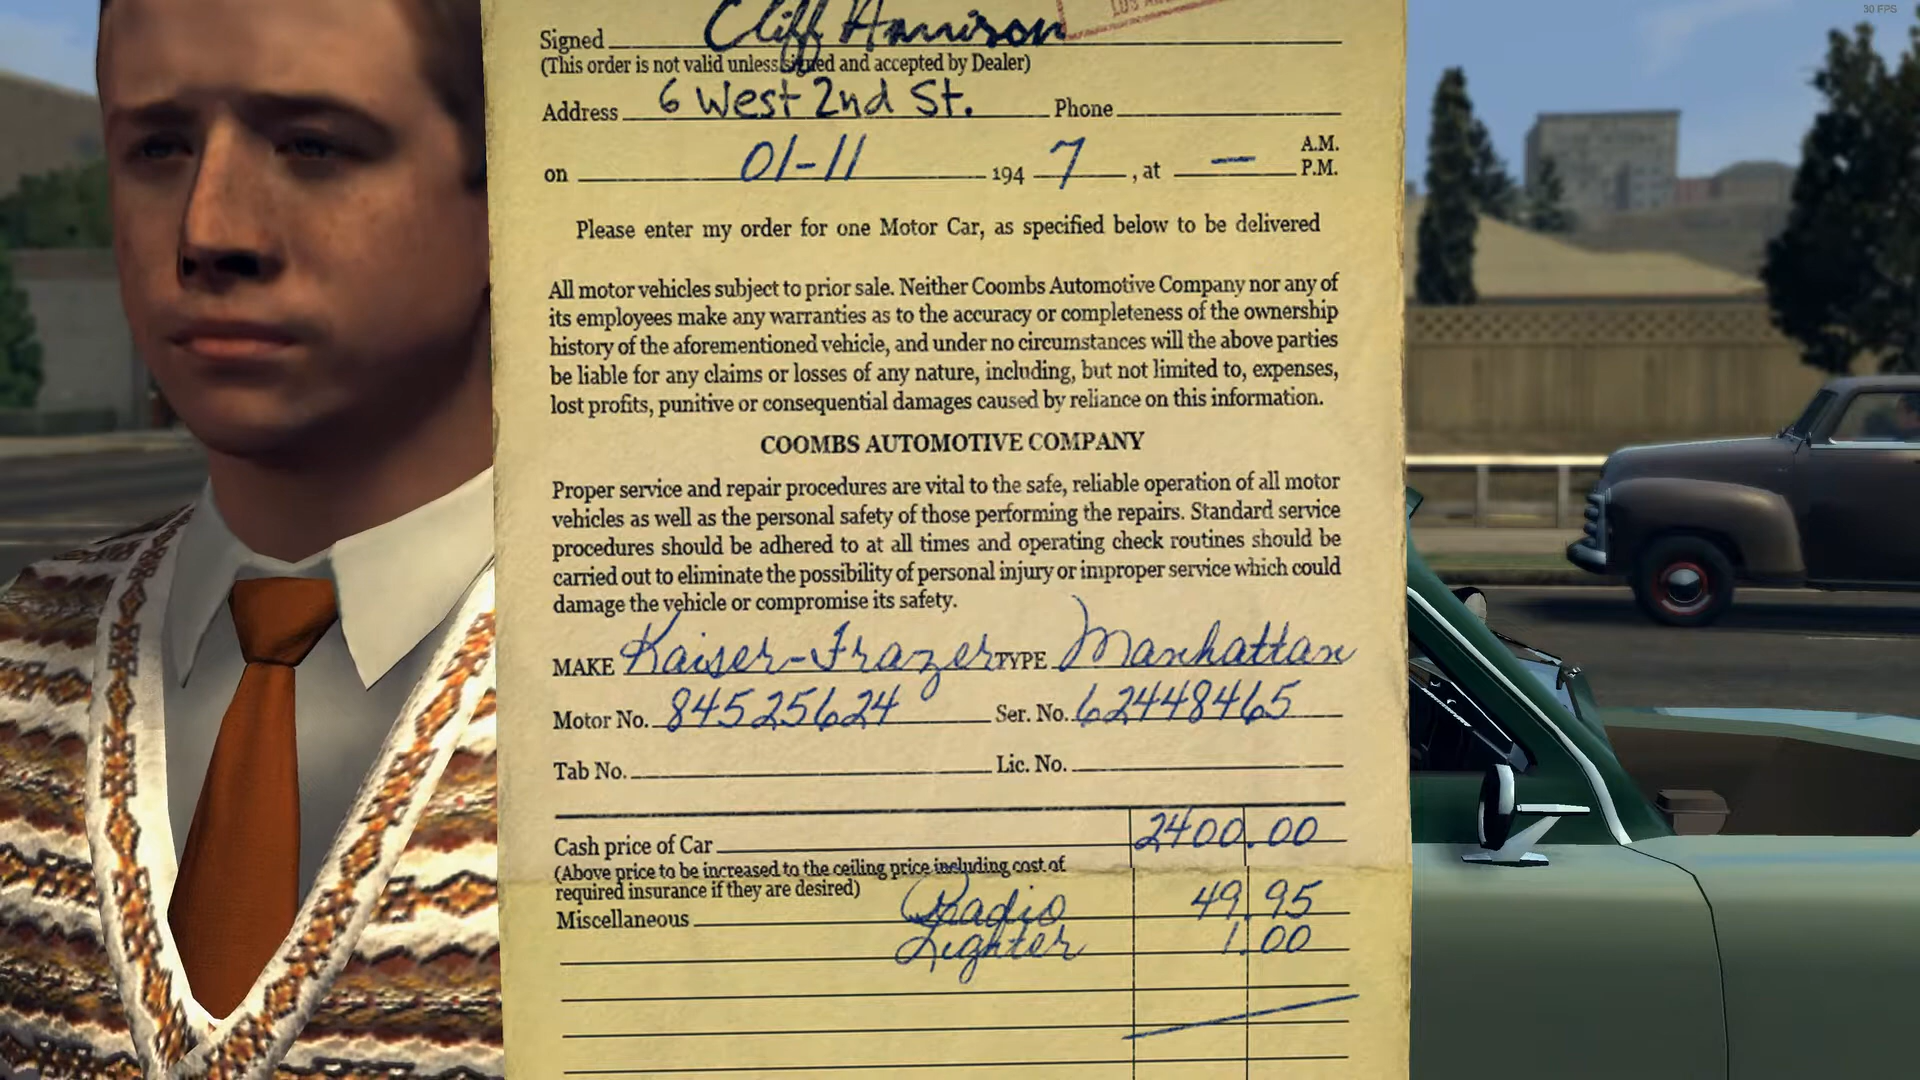 30 FPS
LOS
Signed Cliff Harrison
(This order is not valid unless signed and accepted by Dealer)
Address 6 West 2nd St. Phone
on 01-11 194 7, at — A.M. P.M.
Please enter my order for one Motor Car, as specified below to be delivered
All motor vehicles subject to prior sale. Neither Coombs Automotive Company nor any of
its employees make any warranties as to the accuracy or completeness of the ownership
history of the aforementioned vehicle, and under no circumstances will the above parties
be liable for any claims or losses of any nature, including, but not limited to, expenses,
lost profits, punitive or consequential damages caused by reliance on this information.
COOMBS AUTOMOTIVE COMPANY
Proper service and repair procedures are vital to the safe, reliable operation of all motor
vehicles as well as the personal safety of those performing the repairs. Standard service
procedures should be adhered to at all times and operating check routines should be
carried out to eliminate the possibility of personal injury or improper service which could
damage the vehicle or compromise its safety.
MAKE Kaiser-Frazer TYPE Manhattan
Motor No. 84525624 Ser. No. 62448465
Tab No. Lic. No.
Cash price of Car 2400.00
(Above price to be increased to the ceiling price including cost of
required insurance if they are desired)
Miscellaneous Radio 49.95
Lighter 1.00